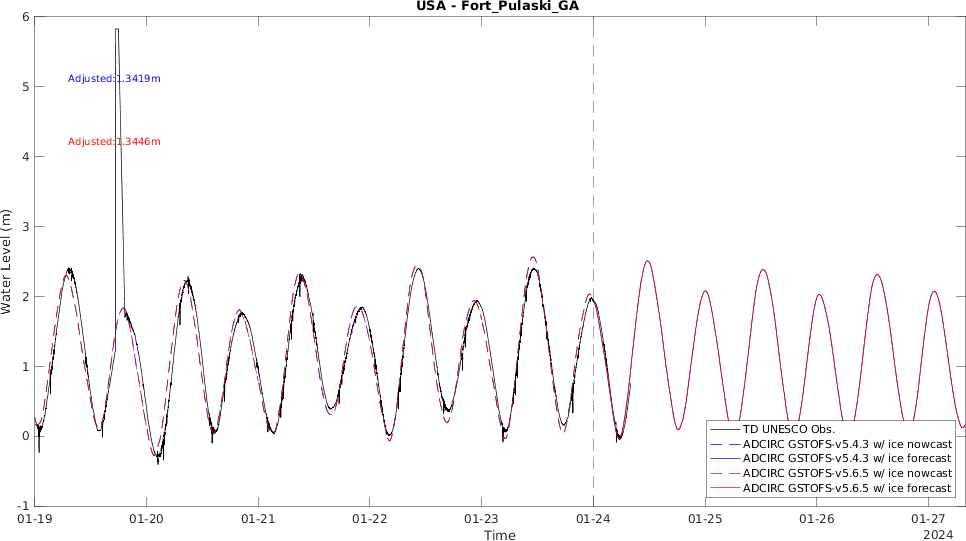 USA - Fort_Pulaski_GA
6
5
4
3
2
1
0
-1
Water Level (m)
Adjusted:1.3419m
Adjusted:1.3446m
TD UNESCO Obs.
ADCIRC GSTOFS-v5.4.3 w/ ice nowcast
ADCIRC GSTOFS-v5.4.3 w/ ice forecast
ADCIRC GSTOFS-v5.6.5 w/ ice nowcast
ADCIRC GSTOFS-v5.6.5 w/ ice forecast
01-19 01-20 01-21 01-22 01-23 01-24 01-25 01-26 01-27
Time
2024